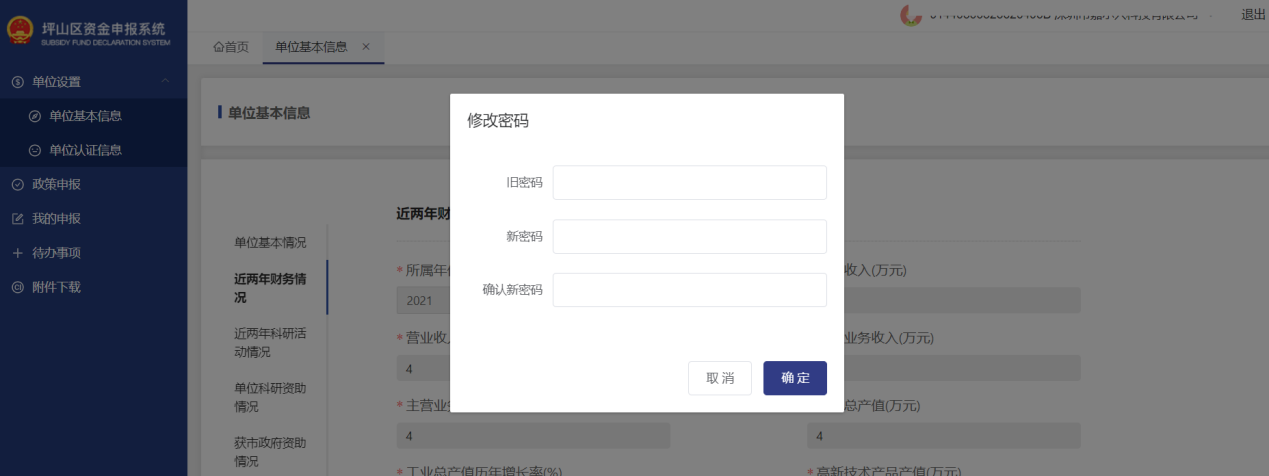 坪山区资金申报系统
SUBSIDY FUND DECLARATION SYSTEM
退出
首页
单位基本信息 ×
单位设置
单位基本信息
单位认证信息
政策申报
我的申报
待办事项
附件下载
单位基本信息
修改密码
旧密码
新密码
确认新密码
取 消
确 定
近两年财
单位基本情况
近两年财务情
况
近两年科研活
动情况
单位科研资助
情况
获市政府资助
情况
* 所属年
收入(万元)
2021
* 营业收
业务收入(万元)
4
* 主营业
总产值(万元)
4
4
* 工业总产值历年增长率(%)
* 高新技术产品产值(万元)